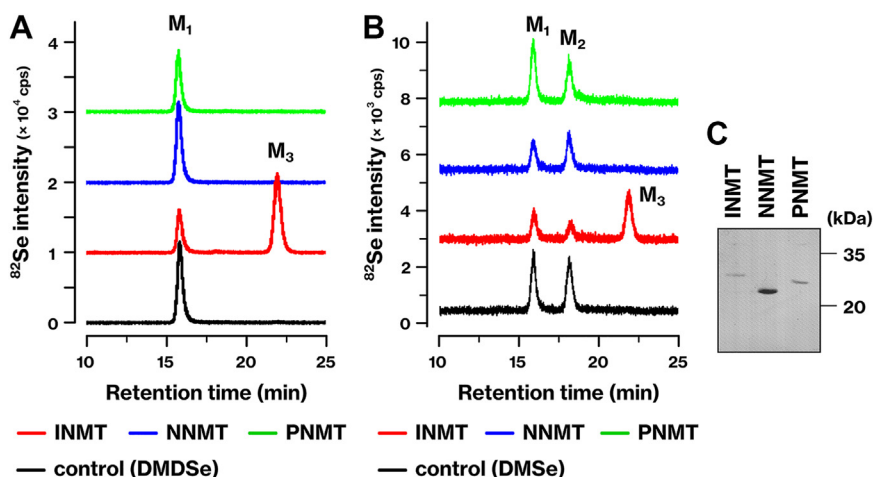 A
M₁
M₃
⁸²Se intensity (× 10⁴ cps)
4
3
2
1
0
10 15 20 25
Retention time (min)
INMT NNMT PNMT
control (DMDSe)
B
M₁ M₂
M₃
⁸²Se intensity (× 10³ cps)
10
8
6
4
2
0
10 15 20 25
Retention time (min)
INMT NNMT PNMT
control (DMSe)
C
INMT NNMT PNMT
(kDa)
35
20